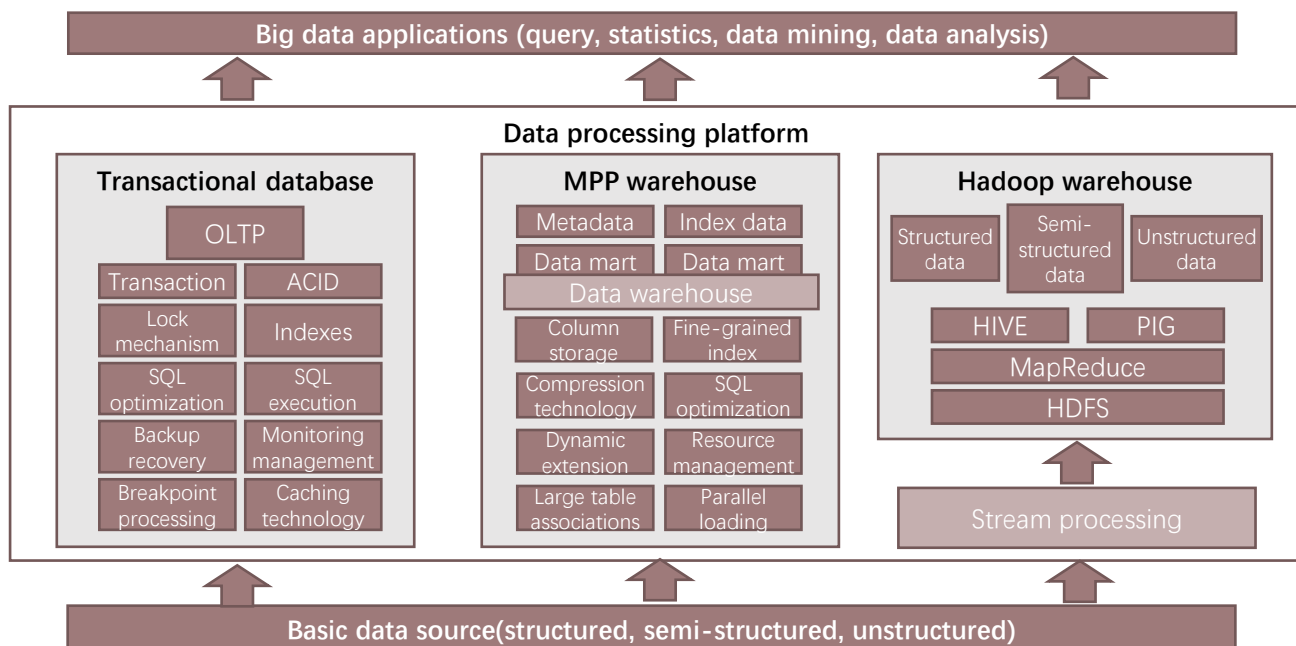 Big data applications (query, statistics, data mining, data analysis)
Data processing platform
Transactional database
OLTP
Transaction
ACID
Lock
mechanism
Indexes
SQL
optimization
SQL
execution
Backup
recovery
Monitoring
management
Breakpoint
processing
Caching
technology
MPP warehouse
Metadata
Index data
Data mart
Data mart
Data warehouse
Column
storage
Fine-grained
index
Compression
technology
SQL
optimization
Dynamic
extension
Resource
management
Large table
associations
Parallel
loading
Hadoop warehouse
Structured
data
Semi-
structured
data
Unstructured
data
HIVE
PIG
MapReduce
HDFS
Stream processing
Basic data source(structured, semi-structured, unstructured)